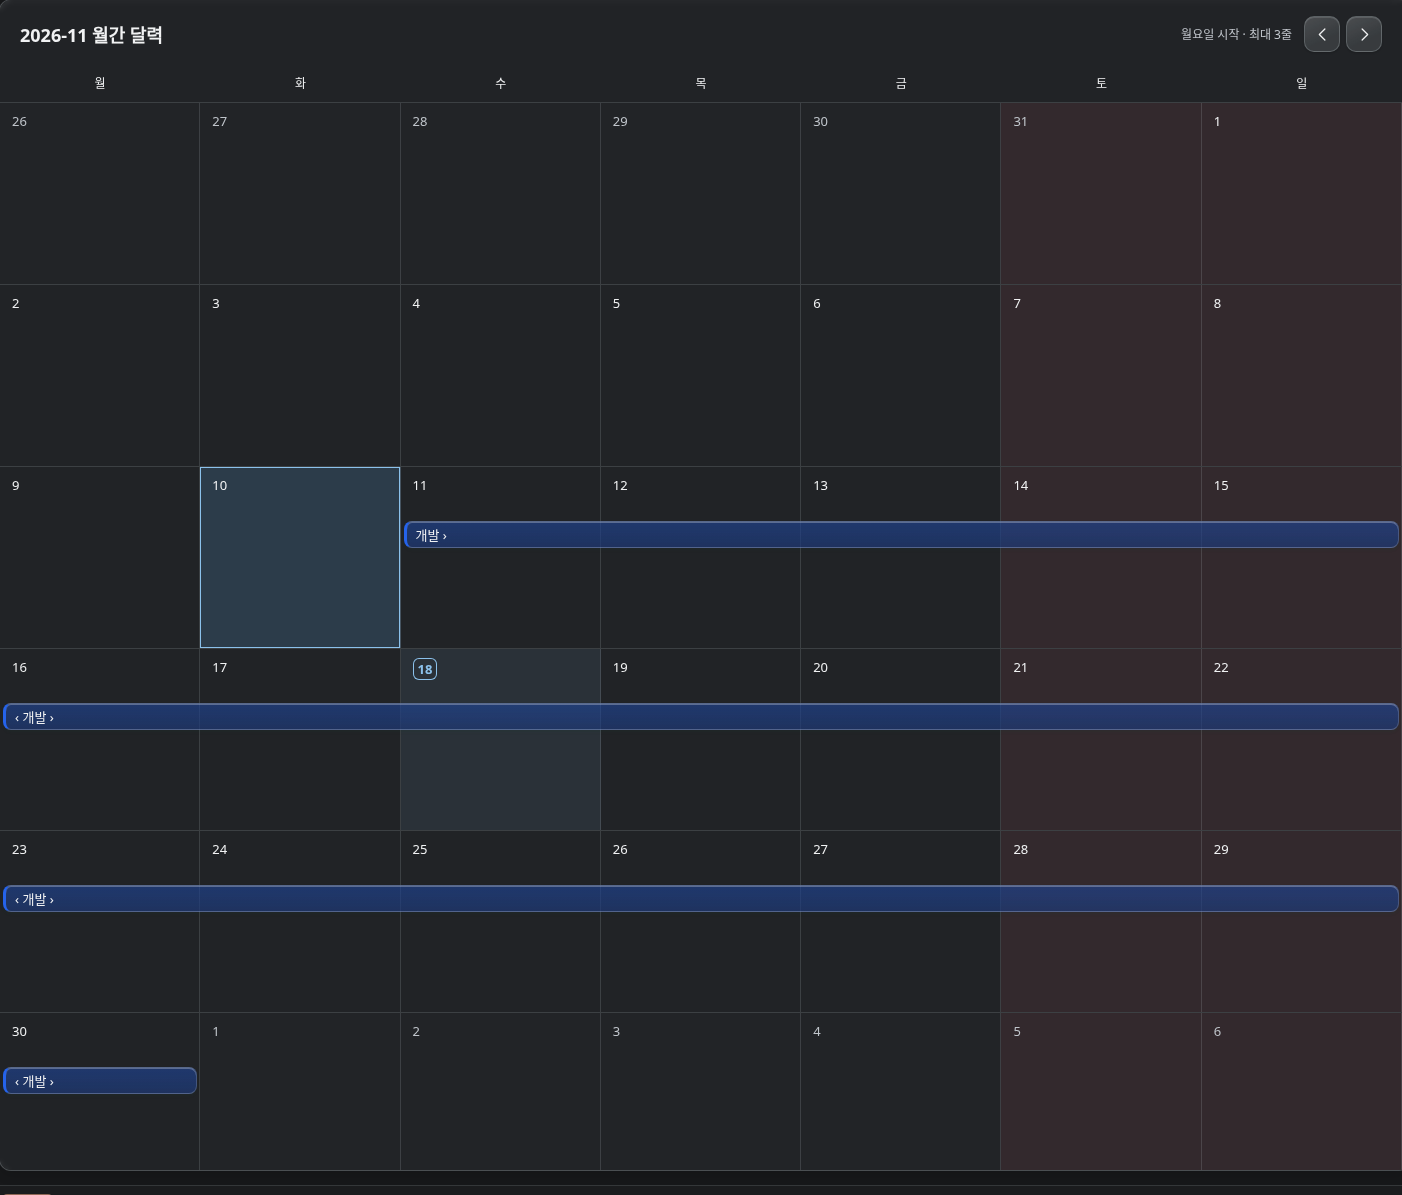 2026-11 월간 달력
월요일 시작 · 최대 3줄
월 화 수 목 금 토 일
26 27 28 29 30 31 1
2 3 4 5 6 7 8
9 10 11 12 13 14 15
개발 ›
16 17 18 19 20 21 22
‹ 개발 ›
23 24 25 26 27 28 29
‹ 개발 ›
30 1 2 3 4 5 6
‹ 개발 ›